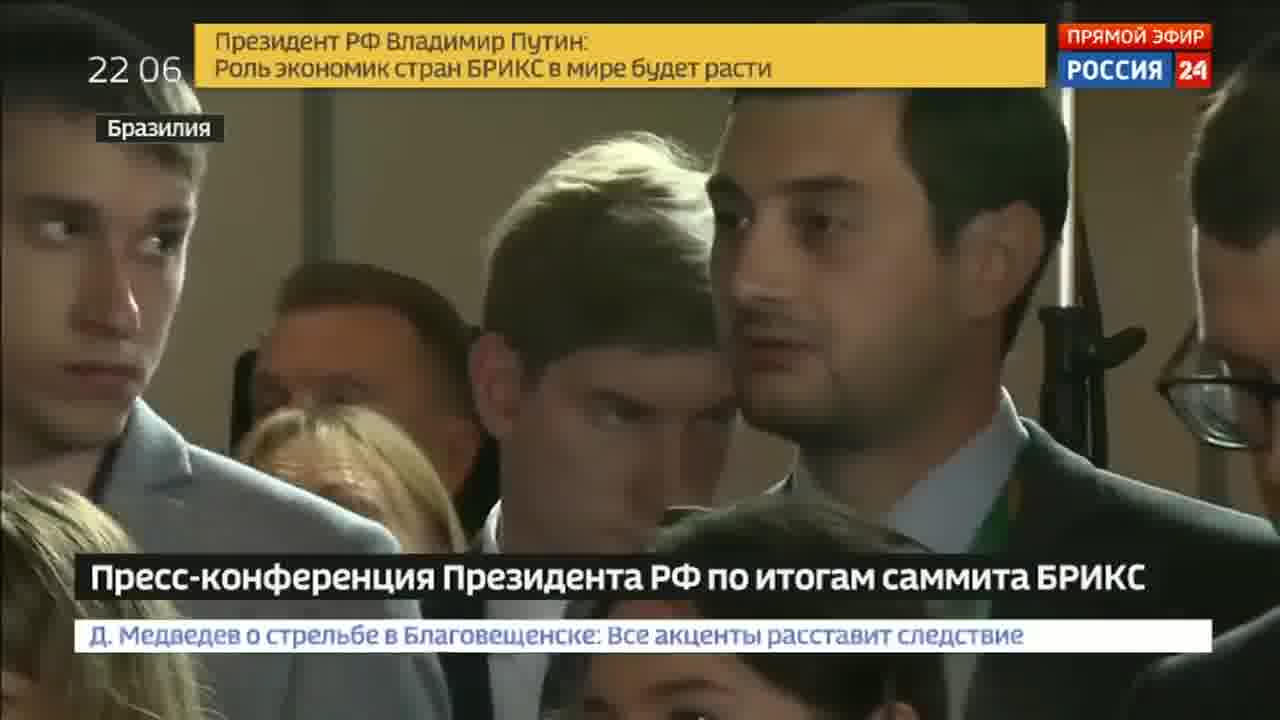 22 06
Президент РФ Владимир Путин:
Роль экономик стран БРИКС в мире будет расти
ПРЯМОЙ ЭФИР
РОССИЯ 24
Бразилия
Пресс-конференция Президента РФ по итогам саммита БРИКС
Д. Медведев о стрельбе в Благовещенске: Все акценты расставит следствие